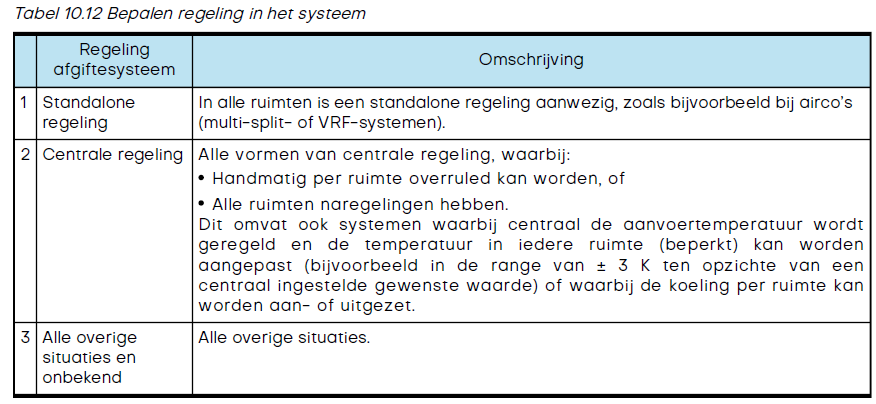 Tabel 10.12 Bepalen regeling in het systeem
Regeling
afgiftesysteem
Omschrijving
1 Standalone
regeling
In alle ruimten is een standalone regeling aanwezig, zoals bijvoorbeeld bij airco's
(multi-split- of VRF-systemen).
2 Centrale regeling
Alle vormen van centrale regeling, waarbij:
• Handmatig per ruimte overruled kan worden, of
• Alle ruimten naregelingen hebben.
Dit omvat ook systemen waarbij centraal de aanvoertemperatuur wordt
geregeld en de temperatuur in iedere ruimte (beperkt) kan worden
aangepast (bijvoorbeeld in de range van ± 3 K ten opzichte van een
centraal ingestelde gewenste waarde) of waarbij de koeling per ruimte kan
worden aan- of uitgezet.
3 Alle overige
situaties en
onbekend
Alle overige situaties.